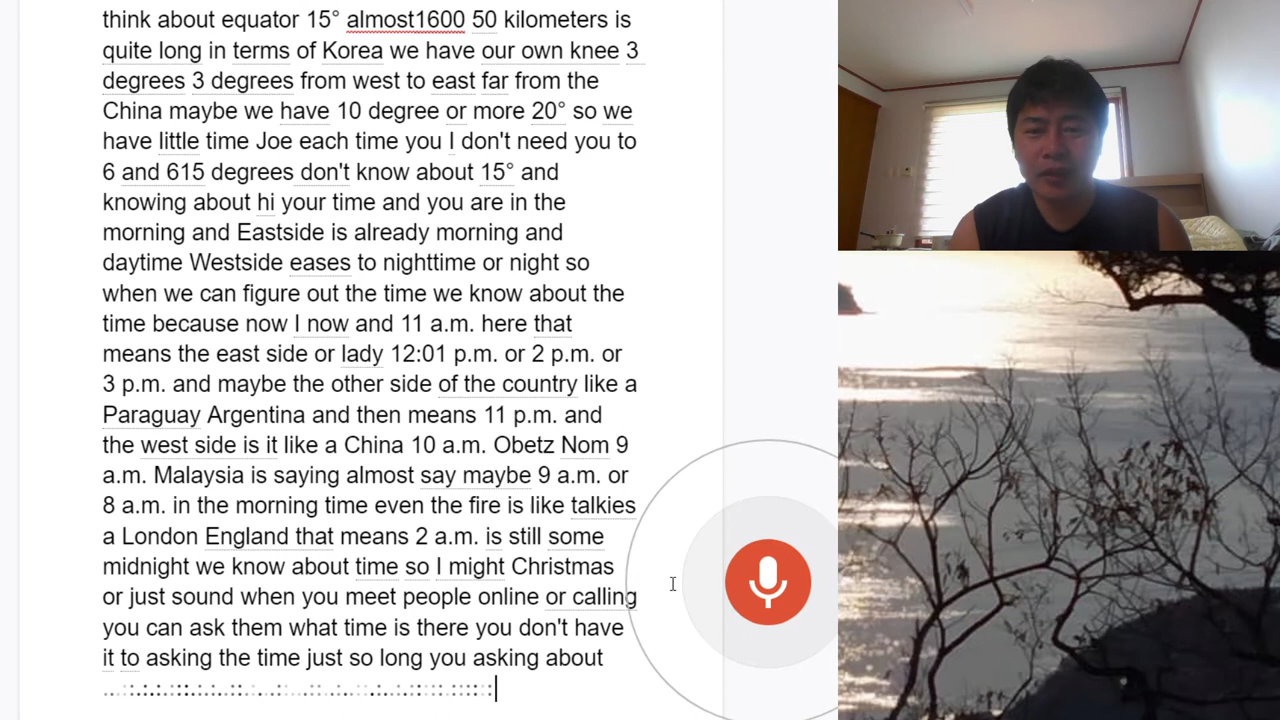 think about equator 15° almost1600 50 kilometers is
quite long in terms of Korea we have our own knee 3
degrees 3 degrees from west to east far from the
China maybe we have 10 degree or more 20° so we
have little time Joe each time you I don't need you to
6 and 615 degrees don't know about 15° and
knowing about hi your time and you are in the
morning and Eastside is already morning and
daytime Westside eases to nighttime or night so
when we can figure out the time we know about the
time because now I now and 11 a.m. here that
means the east side or lady 12:01 p.m. or 2 p.m. or
3 p.m. and maybe the other side of the country like a
Paraguay Argentina and then means 11 p.m. and
the west side is it like a China 10 a.m. Obetz Nom 9
a.m. Malaysia is saying almost say maybe 9 a.m. or
8 a.m. in the morning time even the fire is like talkies
a London England that means 2 a.m. is still some
midnight we know about time so I might Christmas
or just sound when you meet people online or calling
you can ask them what time is there you don't have
it to asking the time just so long you asking about